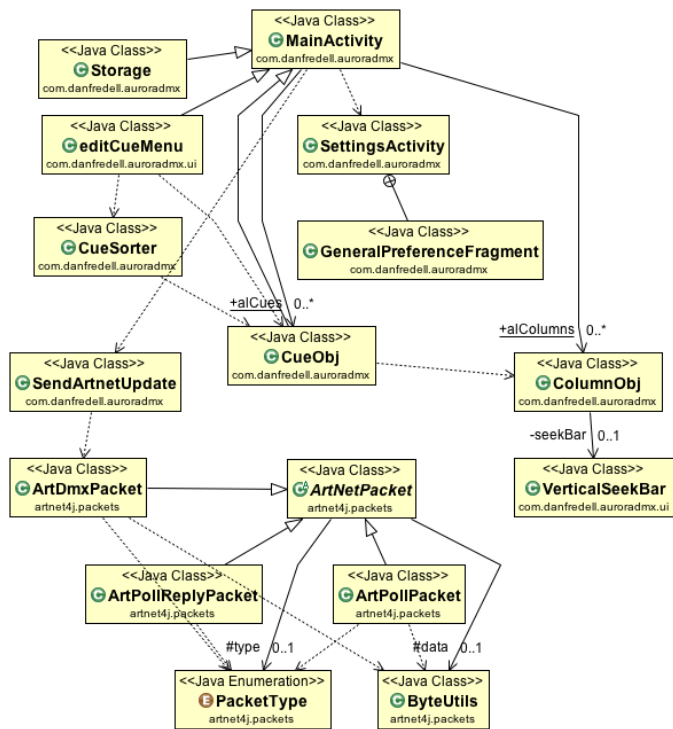 <<Java Class>>
MainActivity
com.danfredell.auroradmx
<<Java Class>>
Storage
com.danfredell.auroradmx
<<Java Class>>
editCueMenu
com.danfredell.auroradmx.ui
<<Java Class>>
SettingsActivity
com.danfredell.auroradmx
<<Java Class>>
CueSorter
com.danfredell.auroradmx
<<Java Class>>
GeneralPreferenceFragment
com.danfredell.auroradmx
+alCues 0..*
+alColumns 0..*
<<Java Class>>
CueObj
com.danfredell.auroradmx
<<Java Class>>
SendArtnetUpdate
com.danfredell.auroradmx
<<Java Class>>
ColumnObj
com.danfredell.auroradmx
-seekBar 0..1
<<Java Class>>
ArtDmxPacket
artnet4j.packets
<<Java Class>>
ArtNetPacket
artnet4j.packets
<<Java Class>>
VerticalSeekBar
com.danfredell.auroradmx.ui
<<Java Class>>
ArtPollReplyPacket
artnet4j.packets
<<Java Class>>
ArtPollPacket
artnet4j.packets
#type 0..1
#data 0..1
<<Java Enumeration>>
PacketType
artnet4j.packets
<<Java Class>>
ByteUtils
artnet4j.packets